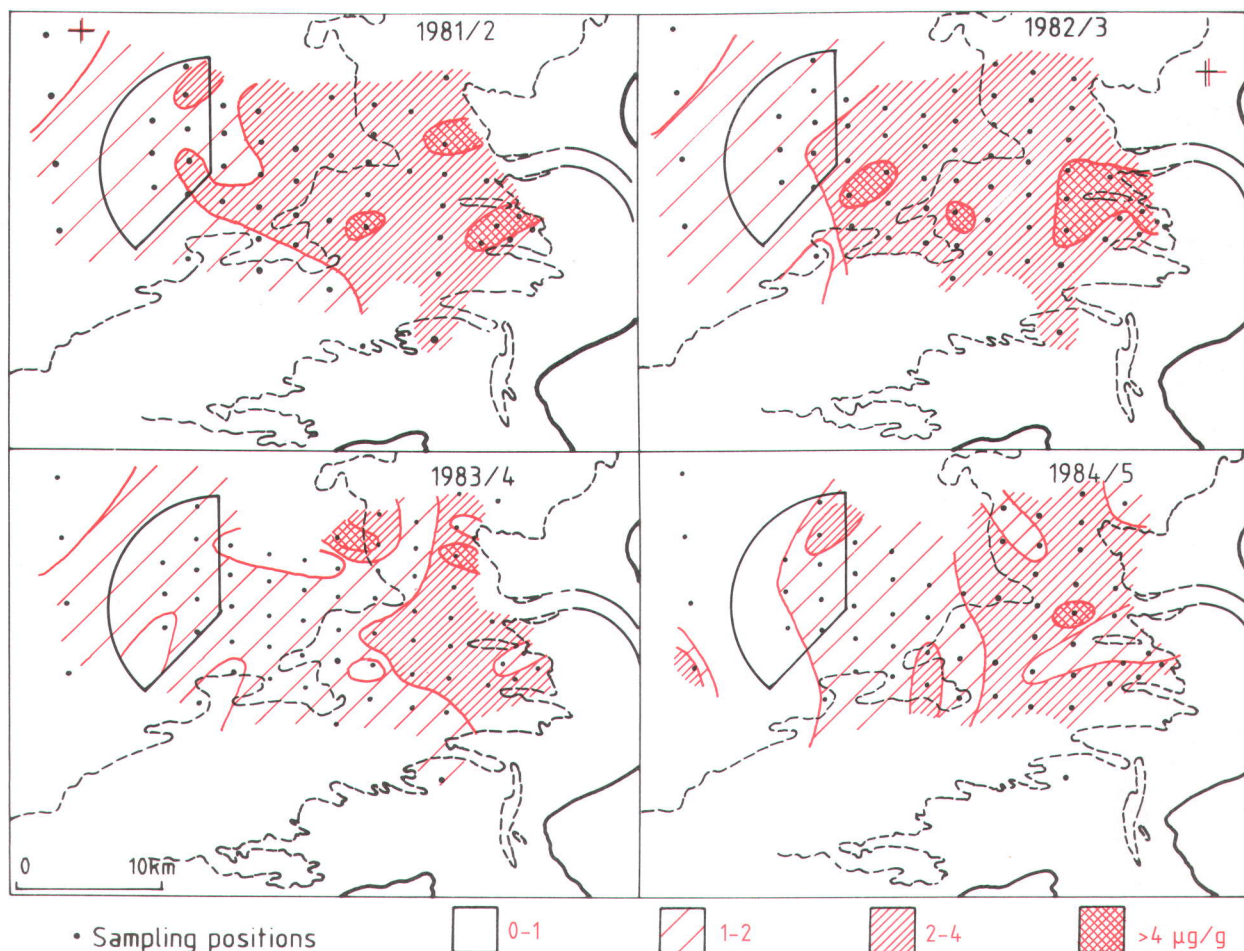 1981/2
1982/3
1983/4
1984/5
0 10km
• Sampling positions 0-1 1-2 2-4 >4 µg/g